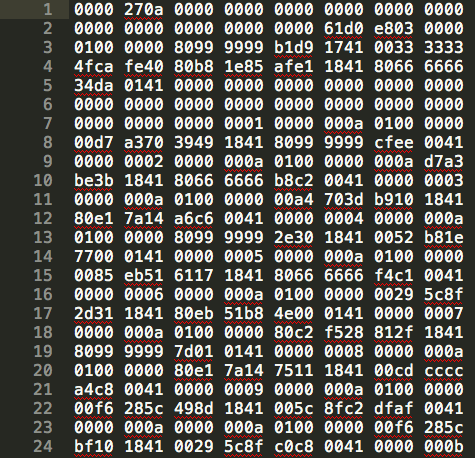 1 0000 270a 0000 0000 0000 0000 0000 0000
2 0000 0000 0000 0000 0000 61d0 e803 0000
3 0100 0000 8099 9999 b1d9 1741 0033 3333
4 4fca fe40 80b8 1e85 afe1 1841 8066 6666
5 34da 0141 0000 0000 0000 0000 0000 0000
6 0000 0000 0000 0000 0000 0000 0000 0000
7 0000 0000 0000 0001 0000 000a 0100 0000
8 00d7 a370 3949 1841 8099 9999 cfee 0041
9 0000 0002 0000 000a 0100 0000 000a d7a3
10 be3b 1841 8066 6666 b8c2 0041 0000 0003
11 0000 000a 0100 0000 00a4 703d b910 1841
12 80e1 7a14 a6c6 0041 0000 0004 0000 000a
13 0100 0000 8099 9999 2e30 1841 0052 b81e
14 7700 0141 0000 0005 0000 000a 0100 0000
15 0085 eb51 6117 1841 8066 6666 f4c1 0041
16 0000 0006 0000 000a 0100 0000 0029 5c8f
17 2d31 1841 80eb 51b8 4e00 0141 0000 0007
18 0000 000a 0100 0000 80c2 f528 812f 1841
19 8099 9999 7d01 0141 0000 0008 0000 000a
20 0100 0000 80e1 7a14 7511 1841 00cd cccc
21 a4c8 0041 0000 0009 0000 000a 0100 0000
22 00f6 285c 408d 1841 005c 8fc2 dfaf 0041
23 0000 000a 0000 000a 0100 0000 00f6 285c
24 bf10 1841 0029 5c8f c0c8 0041 0000 000b